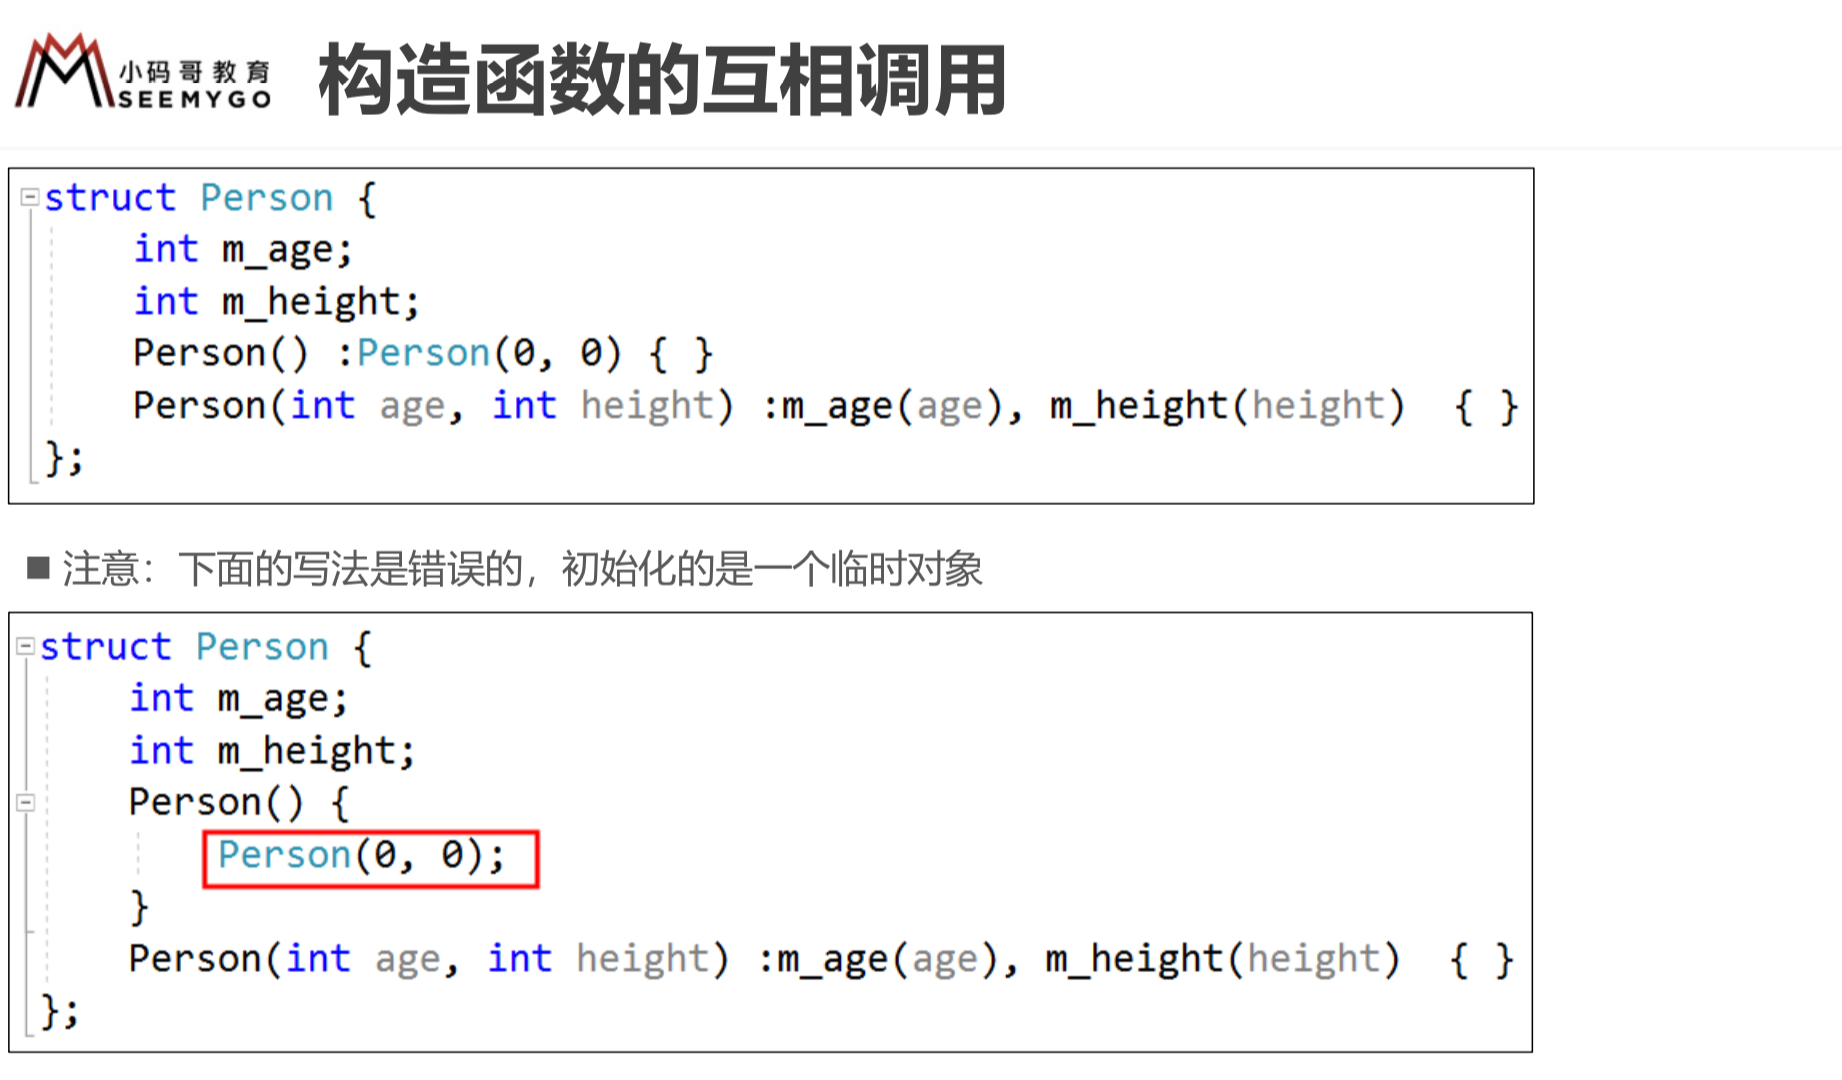 小码哥教育
SEEMYGO
构造函数的互相调用
struct Person {
    int m_age;
    int m_height;
    Person() :Person(0, 0) { }
    Person(int age, int height) :m_age(age), m_height(height)  { }
};
■ 注意：下面的写法是错误的，初始化的是一个临时对象
struct Person {
    int m_age;
    int m_height;
    Person() {
        Person(0, 0);
    }
    Person(int age, int height) :m_age(age), m_height(height)  { }
};